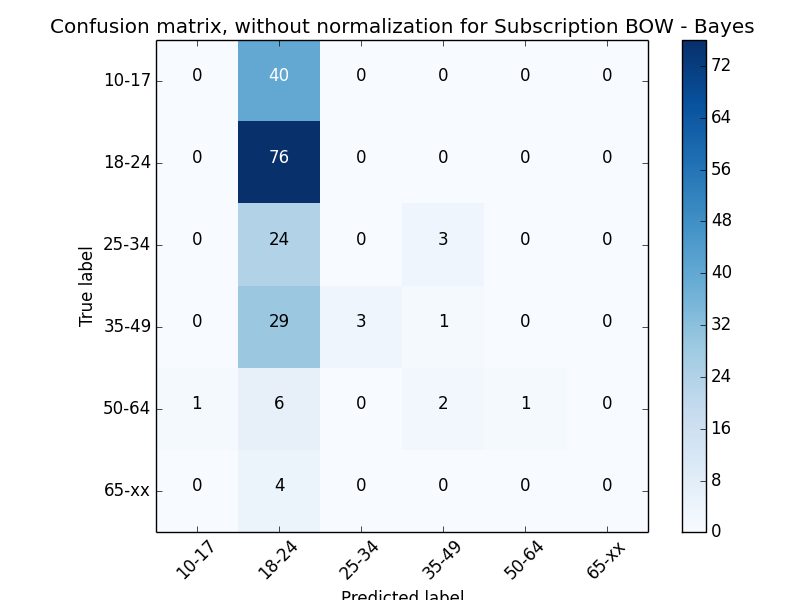 Confusion matrix, without normalization for Subscription BOW - Bayes
True label
10-17 0 40 0 0 0 0
18-24 0 76 0 0 0 0
25-34 0 24 0 3 0 0
35-49 0 29 3 1 0 0
50-64 1 6 0 2 1 0
65-xx 0 4 0 0 0 0
10-17 18-24 25-34 35-49 50-64 65-xx
Predicted label
72
64
56
48
40
32
24
16
8
0